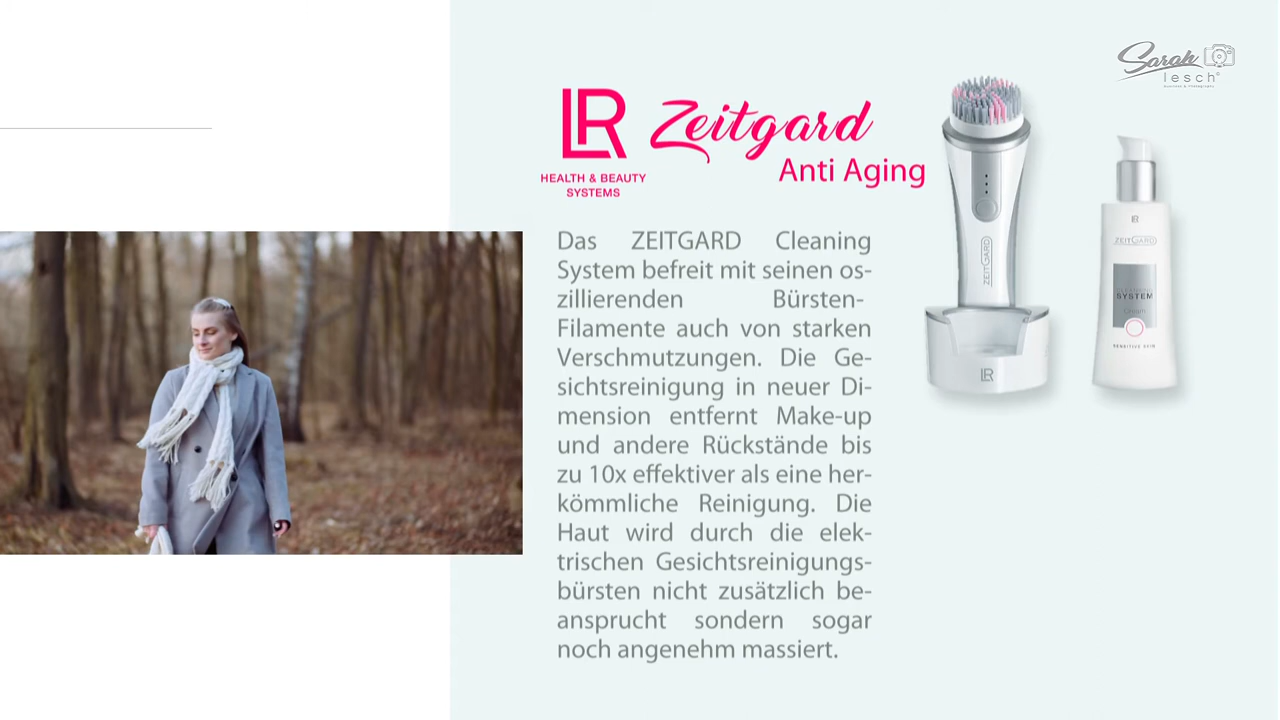 Sarah
lesch
LR Zeitgard
Anti Aging
HEALTH & BEAUTY
SYSTEMS
Das ZEITGARD Cleaning
System befreit mit seinen os-
zillierenden Bürsten-
Filamente auch von starken
Verschmutzungen. Die Ge-
sichtsreinigung in neuer Di-
mension entfernt Make-up
und andere Rückstände bis
zu 10x effektiver als eine her-
kömmliche Reinigung. Die
Haut wird durch die elek-
trischen Gesichtsreinigungs-
bürsten nicht zusätzlich be-
ansprucht sondern sogar
noch angenehm massiert.
ZEITGARD
LR
LR
ZEITGARD
SYSTEM
SENSITIVE SKIN